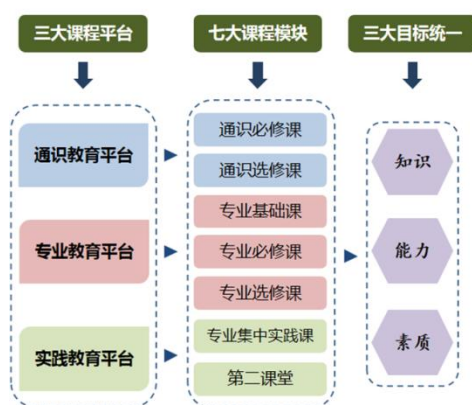 三大课程平台
七大课程模块
三大目标统一
通识教育平台
专业教育平台
实践教育平台
通识必修课
通识选修课
专业基础课
专业必修课
专业选修课
专业集中实践课
第二课堂
知识
能力
素质